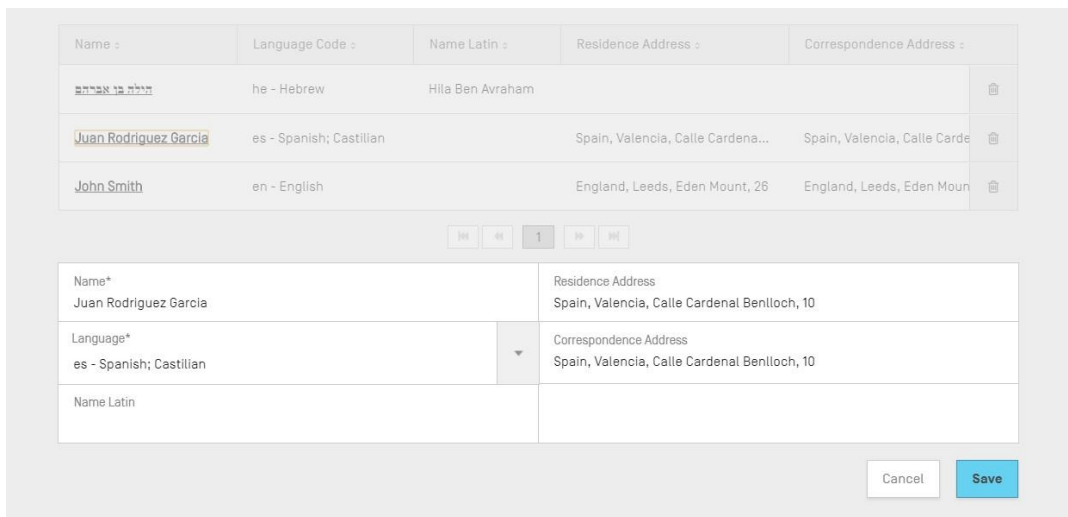 Name Language Code Name Latin Residence Address Correspondence Address
הילה בן אברהם he - Hebrew Hila Ben Avraham
Juan Rodriguez Garcia es - Spanish; Castilian Spain, Valencia, Calle Cardena... Spain, Valencia, Calle Carde
John Smith en - English England, Leeds, Eden Mount, 26 England, Leeds, Eden Moun
1
Name* Residence Address
Juan Rodriguez Garcia Spain, Valencia, Calle Cardenal Benlloch, 10
Language* Correspondence Address
es - Spanish; Castilian Spain, Valencia, Calle Cardenal Benlloch, 10
Name Latin
Cancel Save